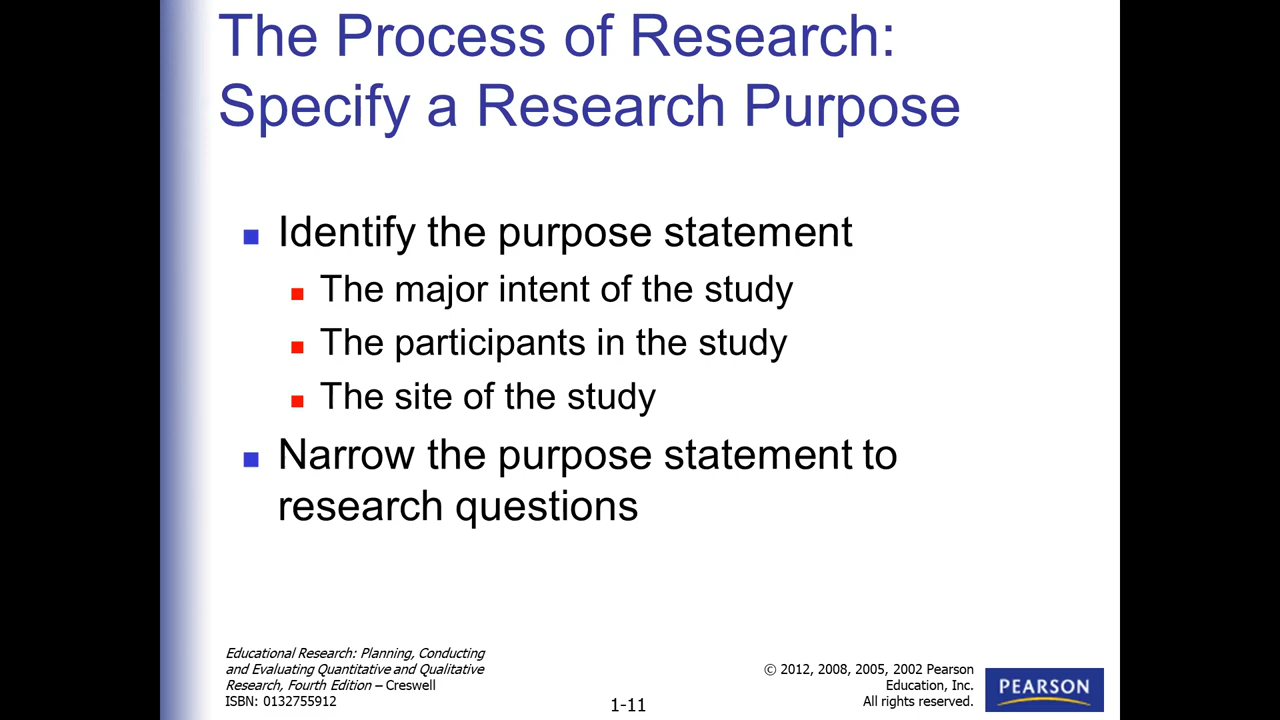 The Process of Research:
Specify a Research Purpose
Identify the purpose statement
The major intent of the study
The participants in the study
The site of the study
Narrow the purpose statement to
research questions
Educational Research: Planning, Conducting
and Evaluating Quantitative and Qualitative
Research, Fourth Edition – Creswell
ISBN: 0132755912
1-11
© 2012, 2008, 2005, 2002 Pearson
Education, Inc.
All rights reserved.
PEARSON